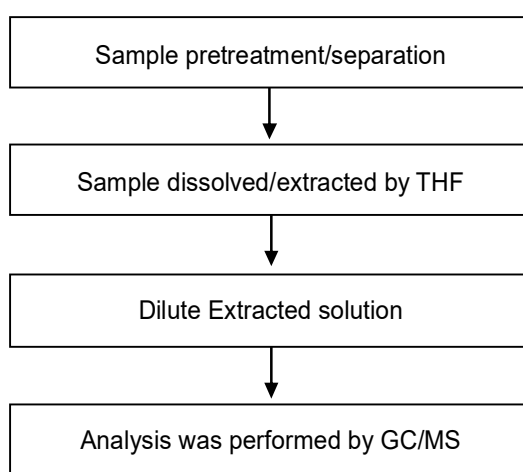 Sample pretreatment/separation
Sample dissolved/extracted by THF
Dilute Extracted solution
Analysis was performed by GC/MS